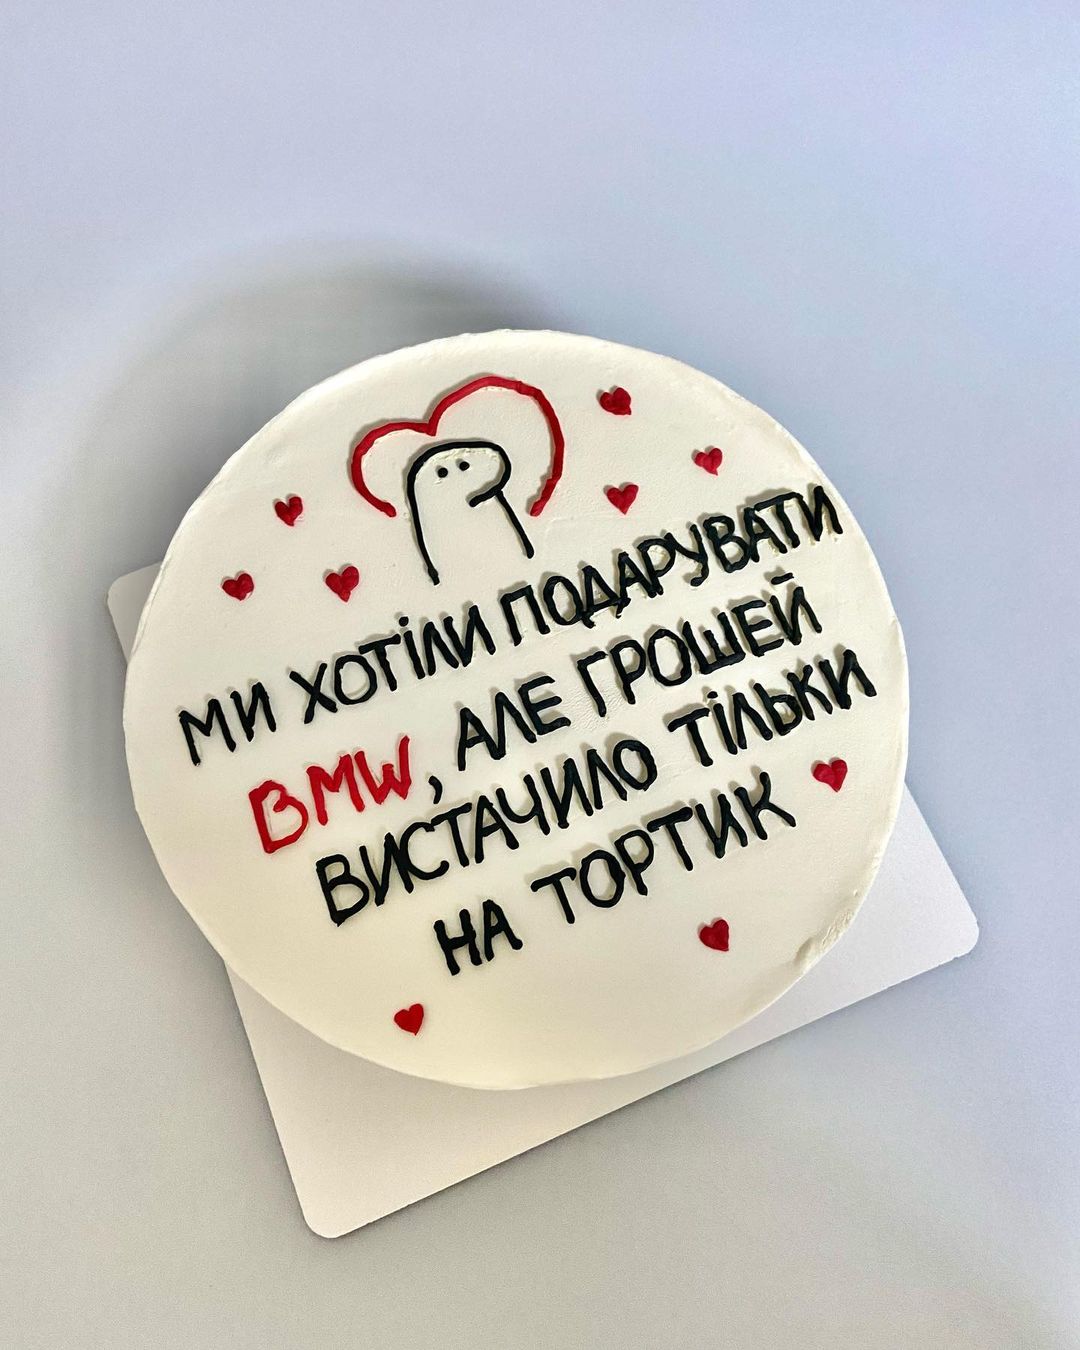 МИ ХОТІЛИ ПОДАРУВАТИ
BMW, АЛЕ ГРОШЕЙ
ВИСТАЧИЛО ТІЛЬКИ
НА ТОРТИК